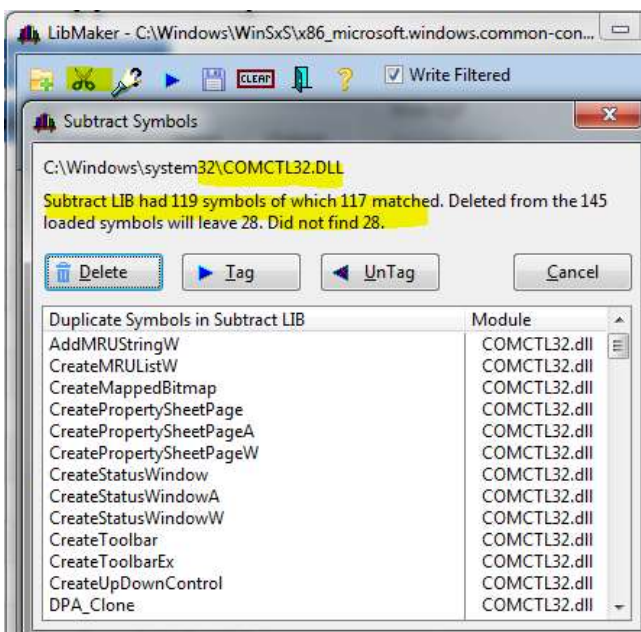 LibMaker - C:\Windows\WinSxS\x86_microsoft.windows.common-con...
CLEAR
?
Write Filtered
Subtract Symbols
C:\Windows\system32\COMCTL32.DLL
Subtract LIB had 119 symbols of which 117 matched. Deleted from the 145
loaded symbols will leave 28. Did not find 28.
Delete Tag UnTag Cancel
Duplicate Symbols in Subtract LIB Module
AddMRUStringW COMCTL32.dll
CreateMRUListW COMCTL32.dll
CreateMappedBitmap COMCTL32.dll
CreatePropertySheetPage COMCTL32.dll
CreatePropertySheetPageA COMCTL32.dll
CreatePropertySheetPageW COMCTL32.dll
CreateStatusWindow COMCTL32.dll
CreateStatusWindowA COMCTL32.dll
CreateStatusWindowW COMCTL32.dll
CreateToolbar COMCTL32.dll
CreateToolbarEx COMCTL32.dll
CreateUpDownControl COMCTL32.dll
DPA_Clone COMCTL32.dll